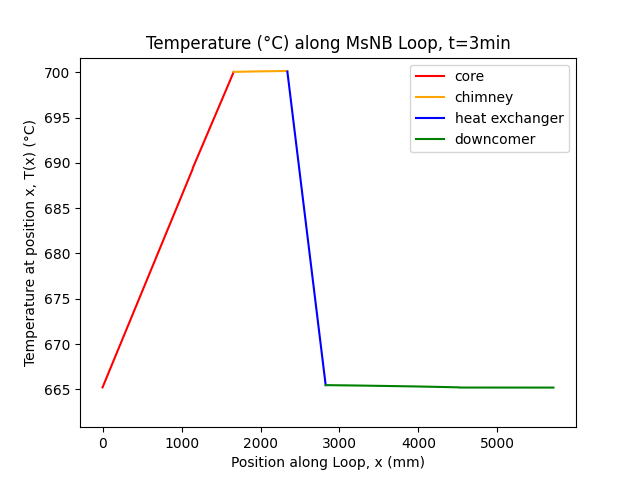 Temperature (°C) along MsNB Loop, t=3min
Temperature at position x, T(x) (°C)
700
695
690
685
680
675
670
665
core
chimney
heat exchanger
downcomer
0 1000 2000 3000 4000 5000
Position along Loop, x (mm)